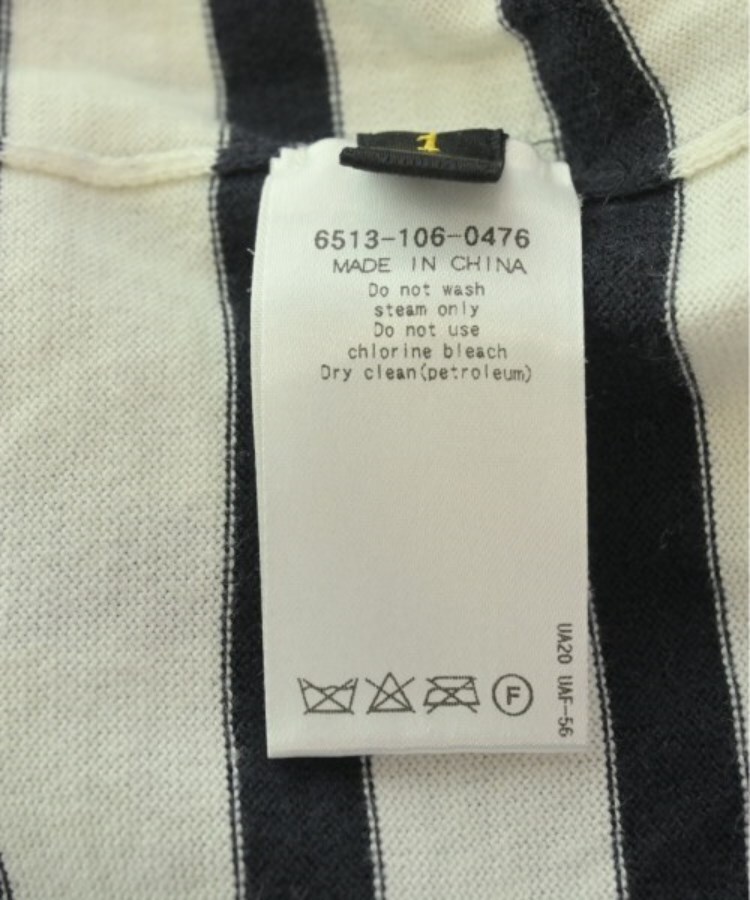 1
6513-106-0476
MADE IN CHINA
Do not wash
steam only
Do not use
chlorine bleach
Dry clean(petroleum)
F
UA20 UAF-56